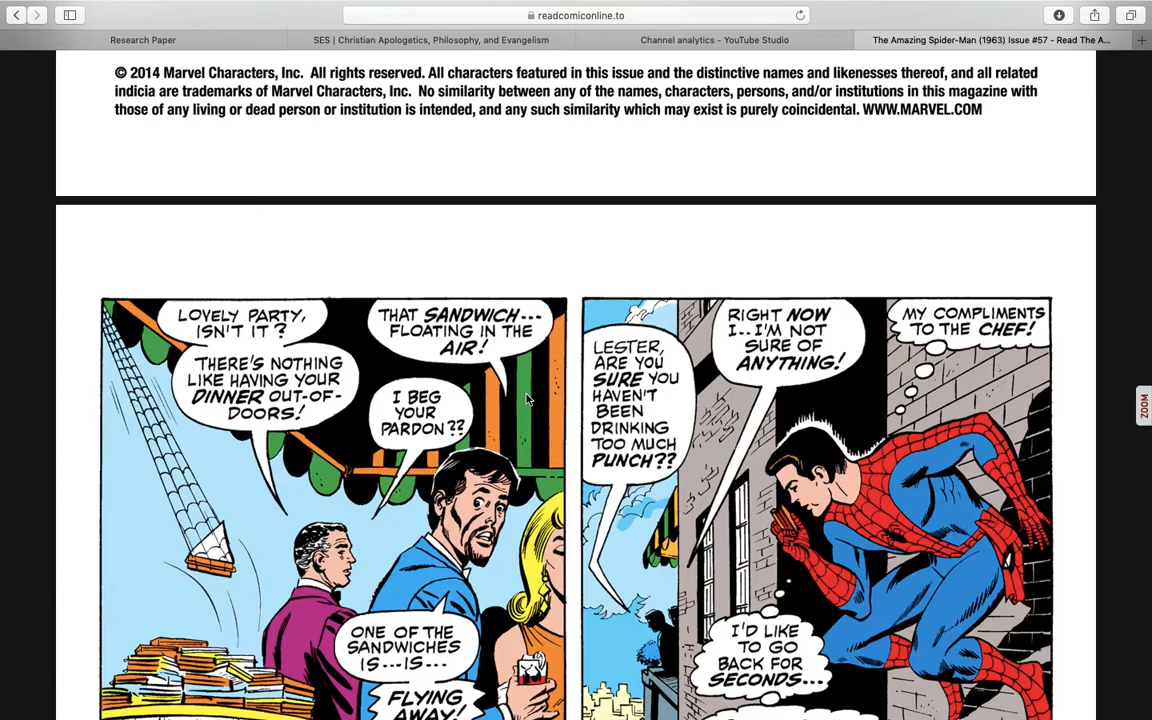 readcomiconline.to
Research Paper
SES | Christian Apologetics, Philosophy, and Evangelism
Channel analytics - YouTube Studio
The Amazing Spider-Man (1963) Issue #57 - Read The A...
© 2014 Marvel Characters, Inc. All rights reserved. All characters featured in this issue and the distinctive names and likenesses thereof, and all related
indicia are trademarks of Marvel Characters, Inc. No similarity between any of the names, characters, persons, and/or institutions in this magazine with
those of any living or dead person or institution is intended, and any such similarity which may exist is purely coincidental. WWW.MARVEL.COM
ZOOM
LOVELY PARTY,
ISN'T IT?
THERE'S NOTHING
LIKE HAVING YOUR
DINNER OUT-OF-
DOORS!
THAT SANDWICH---
FLOATING IN THE
AIR!
I BEG
YOUR
PARDON??
ONE OF THE
SANDWICHES
IS---IS---
FLYING
AWAY!
LESTER,
ARE YOU
SURE YOU
HAVEN'T
BEEN
DRINKING
TOO MUCH
PUNCH??
RIGHT NOW
I..I'M NOT
SURE OF
ANYTHING!
MY COMPLIMENTS
TO THE CHEF!
I'D LIKE
TO GO
BACK FOR
SECONDS...